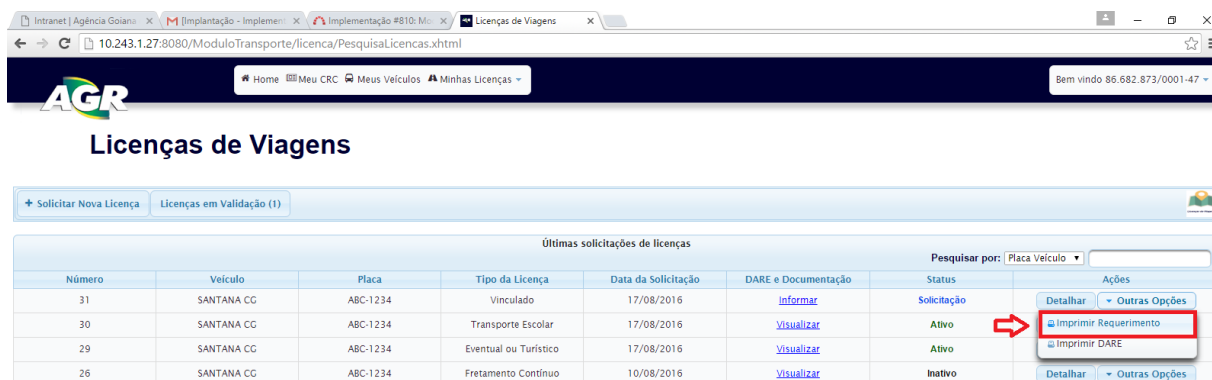 Intranet | Agência Goiana
[Implantação - Implement
Implementação #810: Mo
Licenças de Viagens
10.243.1.27:8080/ModuloTransporte/licenca/PesquisaLicencas.xhtml
AGR
Home Meu CRC Meus Veículos Minhas Licenças
Bem vindo 86.682.873/0001-47
Licenças de Viagens
+ Solicitar Nova Licença Licenças em Validação (1)
Últimas solicitações de licenças
Pesquisar por: Placa Veículo
Número Veículo Placa Tipo da Licença Data da Solicitação DARE e Documentação Status Ações
31 SANTANA CG ABC-1234 Vinculado 17/08/2016 Informar Solicitação Detalhar Outras Opções
30 SANTANA CG ABC-1234 Transporte Escolar 17/08/2016 Visualizar Ativo Imprimir Requerimento
29 SANTANA CG ABC-1234 Eventual ou Turístico 17/08/2016 Visualizar Ativo Imprimir DARE
26 SANTANA CG ABC-1234 Fretamento Contínuo 10/08/2016 Visualizar Inativo Detalhar Outras Opções